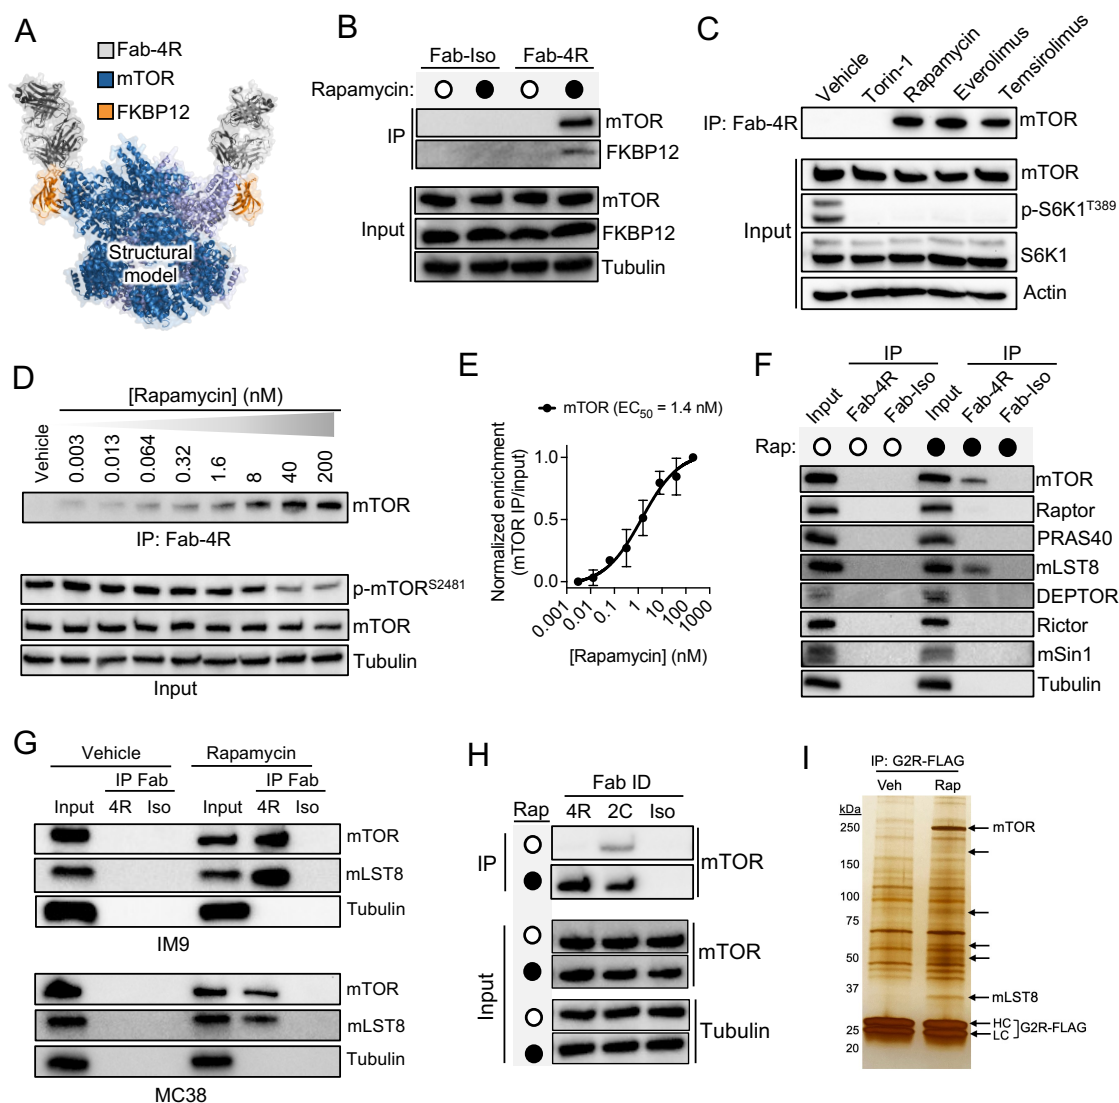 A
Fab-4R
mTOR
FKBP12
Structural
model
B
Fab-Iso Fab-4R
Rapamycin:
IP
mTOR
FKBP12
Input
mTOR
FKBP12
Tubulin
C
Vehicle
Torin-1
Rapamycin
Everolimus
Temsirolimus
IP: Fab-4R
mTOR
Input
mTOR
p-S6K1T389
S6K1
Actin
D
[Rapamycin] (nM)
Vehicle 0.003 0.013 0.064 0.32 1.6 8 40 200
mTOR
IP: Fab-4R
p-mTORS2481
mTOR
Tubulin
Input
E
mTOR (EC50 = 1.4 nM)
Normalized enrichment
(mTOR IP/input)
1.0
0.5
0.0
0.001 0.01 0.1 1 10 100 1000
[Rapamycin] (nM)
F
IP IP
Input Fab-4R Fab-Iso Input Fab-4R Fab-Iso
Rap:
mTOR
Raptor
PRAS40
mLST8
DEPTOR
Rictor
mSin1
Tubulin
G
Vehicle Rapamycin
IP Fab IP Fab
Input 4R Iso Input 4R Iso
mTOR
mLST8
Tubulin
IM9
mTOR
mLST8
Tubulin
MC38
H
Fab ID
Rap 4R 2C Iso
IP
mTOR
Input
mTOR
Tubulin
I
IP: G2R-FLAG
Veh Rap
kDa
250
150
100
75
50
37
25
20
mTOR
mLST8
HC
LC
G2R-FLAG